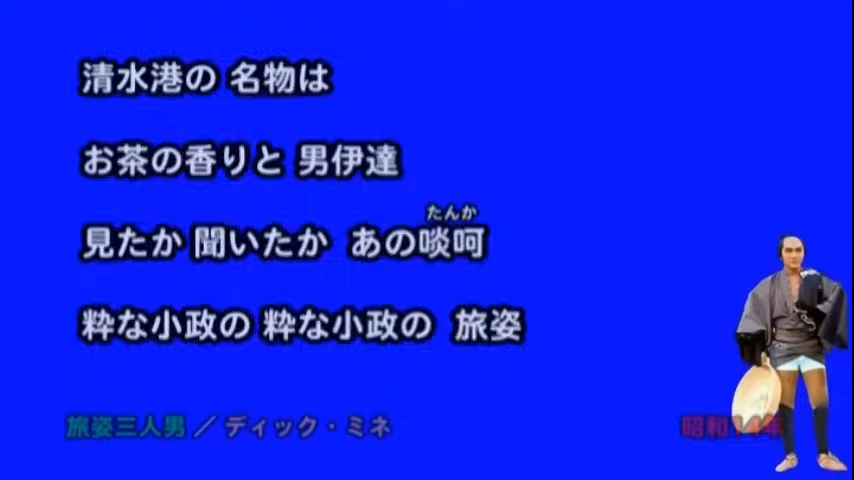 清水港の 名物は
お茶の香りと 男伊達
たんか
見たか 聞いたか あの啖呵
粋な小政の 粋な小政の 旅姿
旅姿三人男 ／ ディック・ミネ
昭和14年